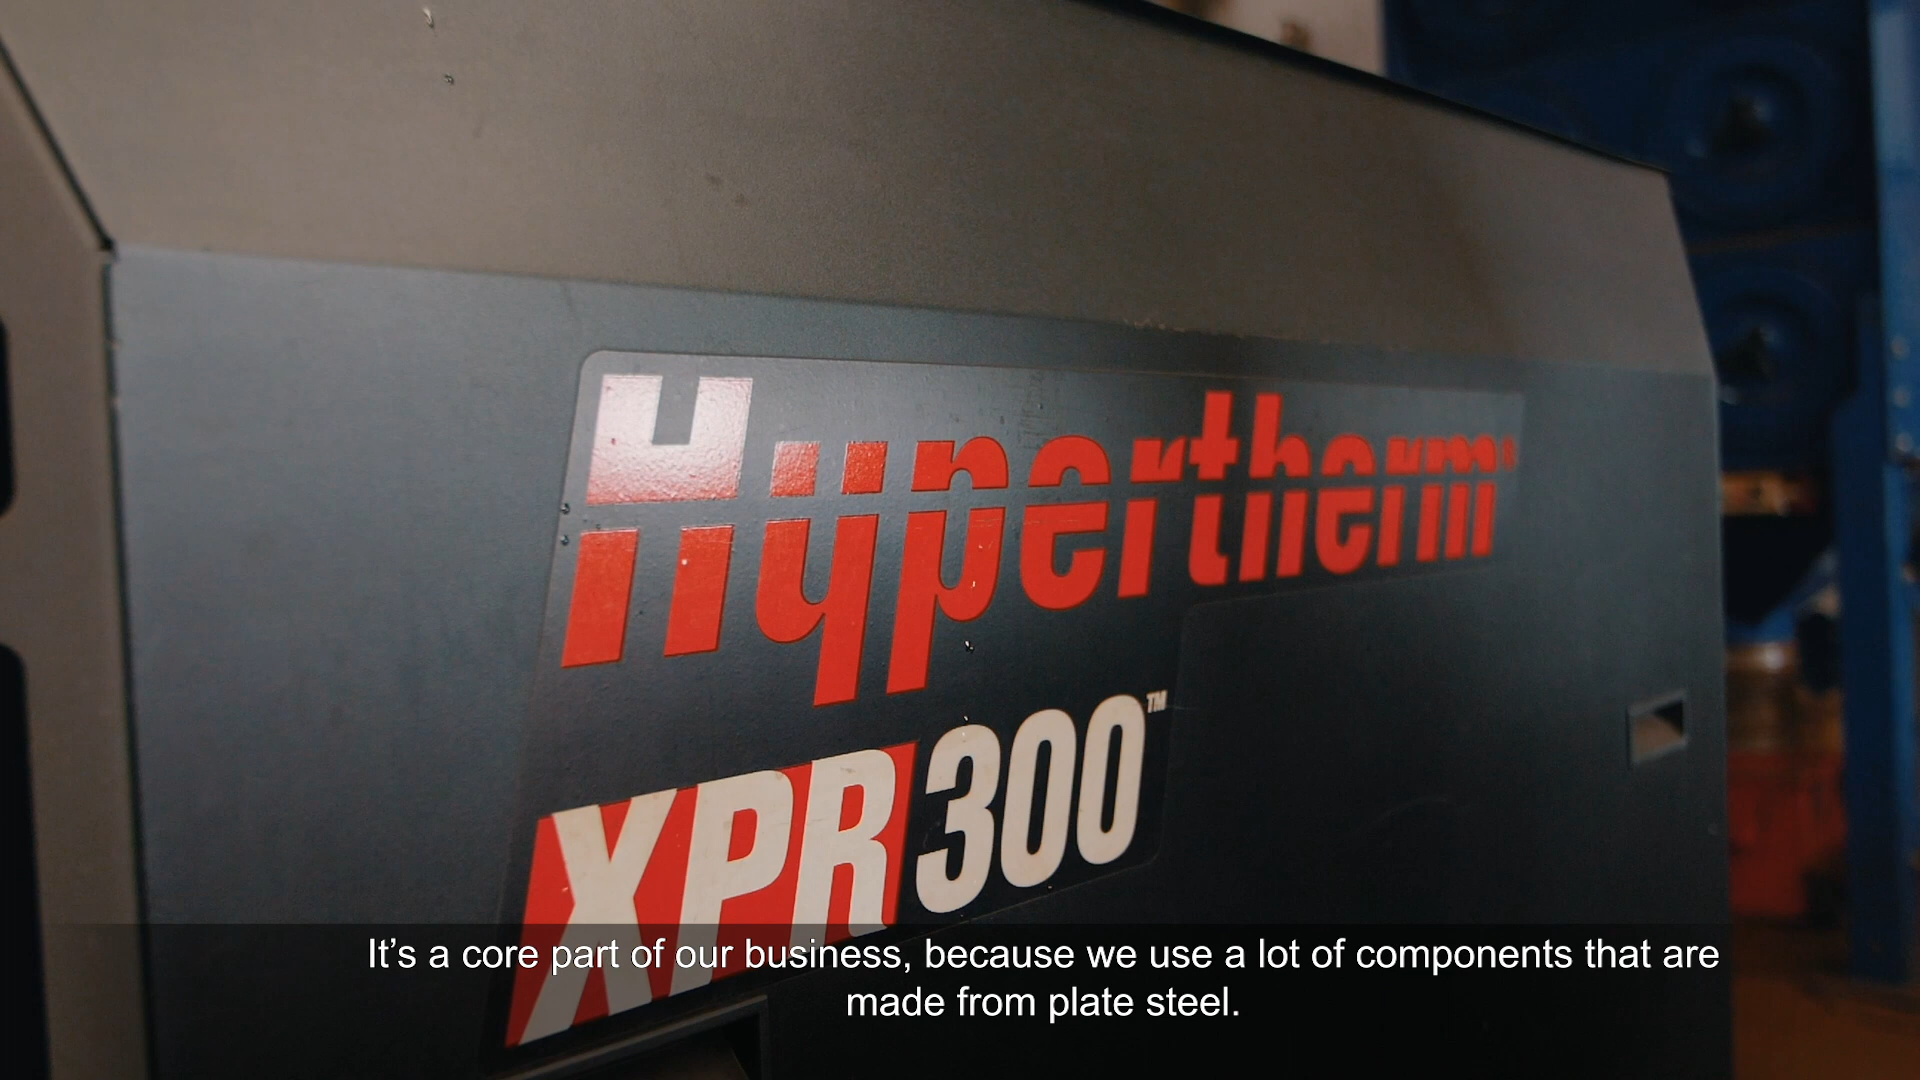 Hypertherm
XPR300™
It’s a core part of our business, because we use a lot of components that are
made from plate steel.